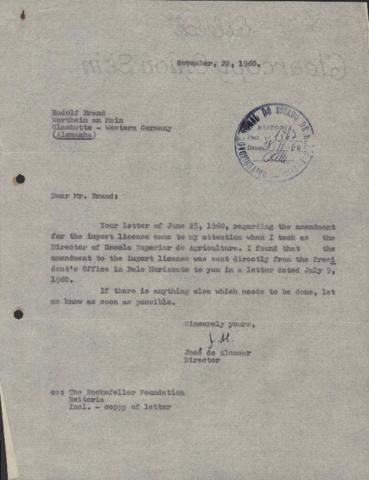 November, 22, 1960.
Rudolf Brand
Wertheim am Main
Glashutte - Western Germany
(Alemanha)
REITORIA
Dear Mr. Brand:
Your letter of June 25, 1960, regarding the amendment
for the import license came to my attention when I took as the
Director of Escola Superior de Agricultura. I found that the
amendment to the import license was sent directly from the Presi
dent's Office in Belo Horizonte to you in a letter dated July 9,
1960.
If there is anything else which needs to be done, let
me know as soon as possible.
Sincerely yours,
José de Alencar
Director
cc: The Rockefeller Foundation
Reitoria
Incl. - copy of letter